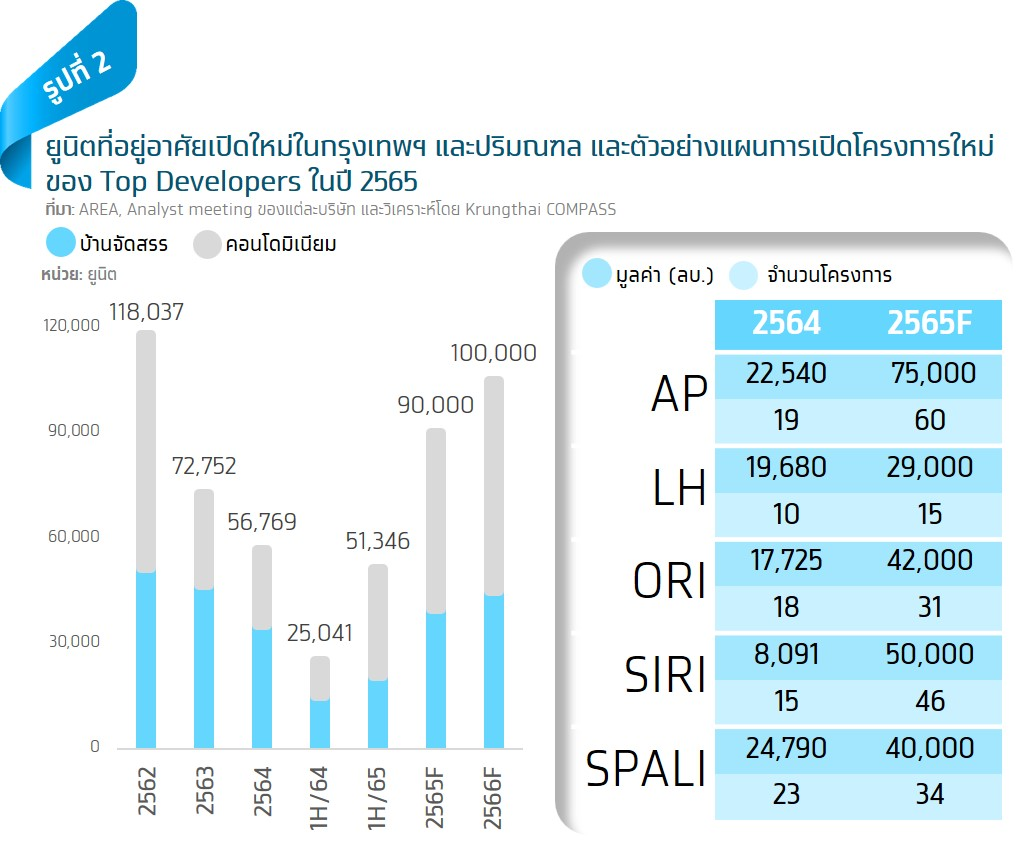 รูปที่ 2
ยูนิตที่อยู่อาศัยเปิดใหม่ในกรุงเทพฯ และปริมณฑล และตัวอย่างแผนการเปิดโครงการใหม่
ของ Top Developers ในปี 2565
ที่มา: AREA, Analyst meeting ของแต่ละบริษัท และวิเคราะห์โดย Krungthai COMPASS
บ้านจัดสรร คอนโดมิเนียม
หน่วย: ยูนิต
120,000
90,000
60,000
30,000
0
118,037
72,752
56,769
25,041
51,346
90,000
100,000
2562
2563
2564
1H/64
1H/65
2565F
2566F
มูลค่า (ลบ.) จำนวนโครงการ
2564 2565F
AP
22,540 75,000
19 60
LH
19,680 29,000
10 15
ORI
17,725 42,000
18 31
SIRI
8,091 50,000
15 46
SPALI
24,790 40,000
23 34